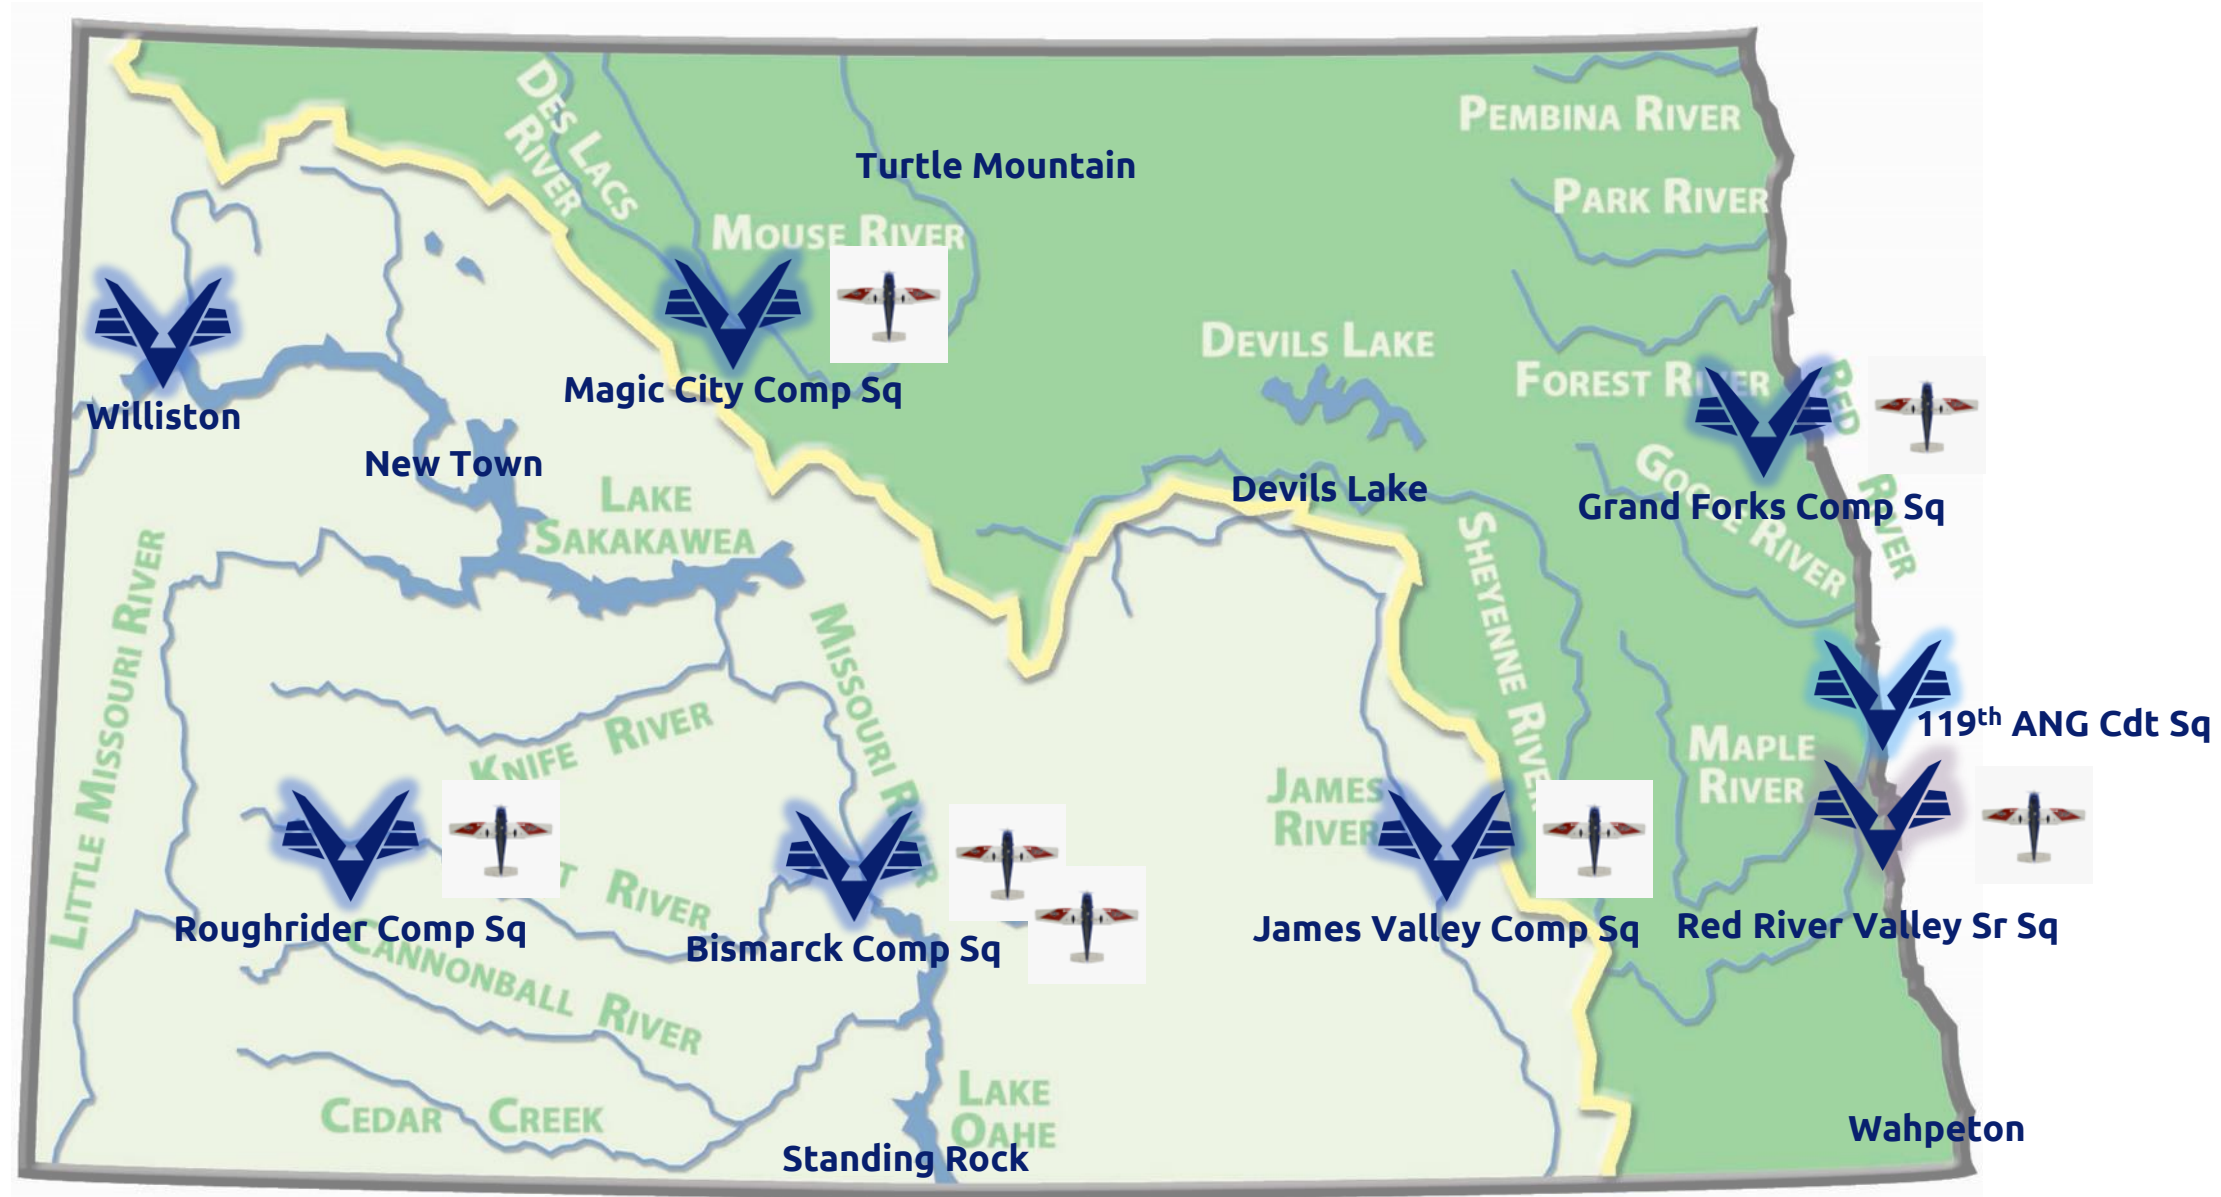 DES LACS
RIVER
PEMBINA RIVER
Turtle Mountain
PARK RIVER
MOUSE RIVER
DEVILS LAKE
FOREST RIVER
RED
RIVER
Magic City Comp Sq
Williston
New Town
Devils Lake
GOOSE RIVER
Grand Forks Comp Sq
LAKE
SAKAKAWEA
SHEYENNE RIVER
LITTLE MISSOURI RIVER
MISSOURI RIVER
119th ANG Cdt Sq
KNIFE RIVER
MAPLE
RIVER
JAMES
RIVER
T RIVER
Roughrider Comp Sq
Bismarck Comp Sq
James Valley Comp Sq
Red River Valley Sr Sq
CANNONBALL RIVER
CEDAR CREEK
LAKE
OAHE
Wahpeton
Standing Rock